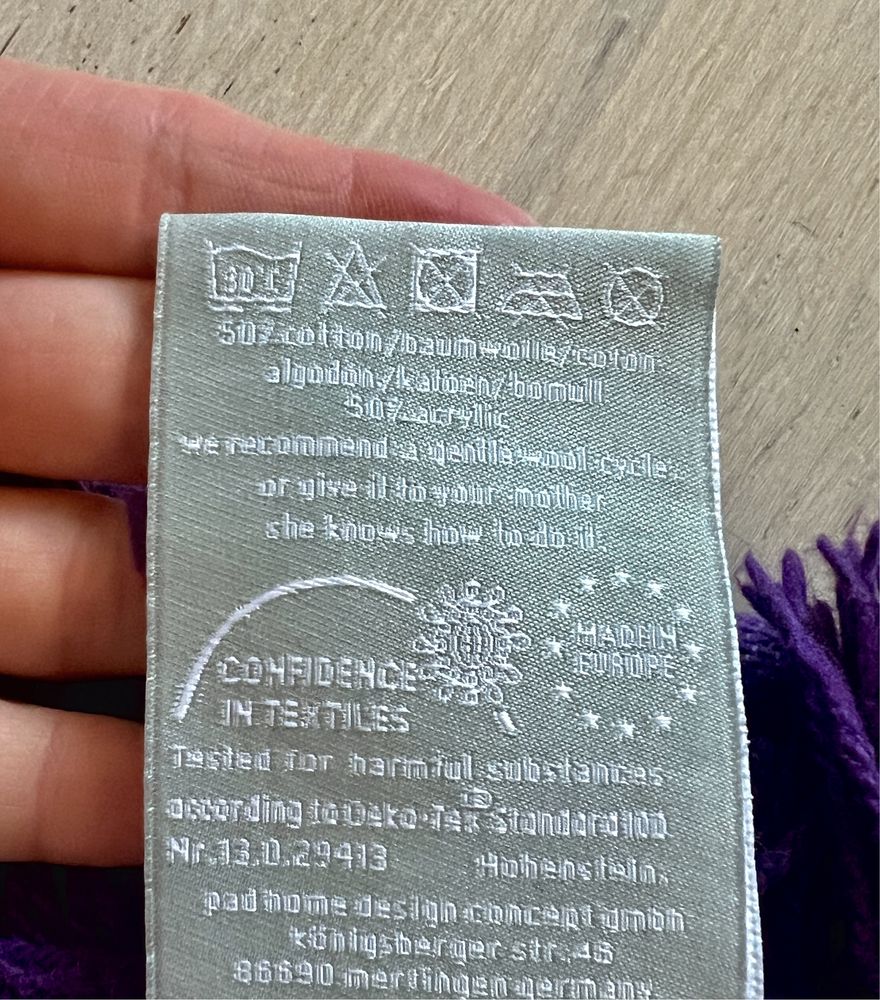 30°C
50% cotton/baumwolle/coton
algodón/katoen/bomull
50% acrylic
we recommend a gentle wool cycle..
or give it to your mother
she knows how to do it.
CONFIDENCE
IN TEXTILES
MADE IN
EUROPE
Tested for harmful substances
according to Oeko-Tex® Standard 100
Nr.13.0.29413 Hohenstein.
pad home design concept gmbh
königsberger str. 46
86690 mertingen germany